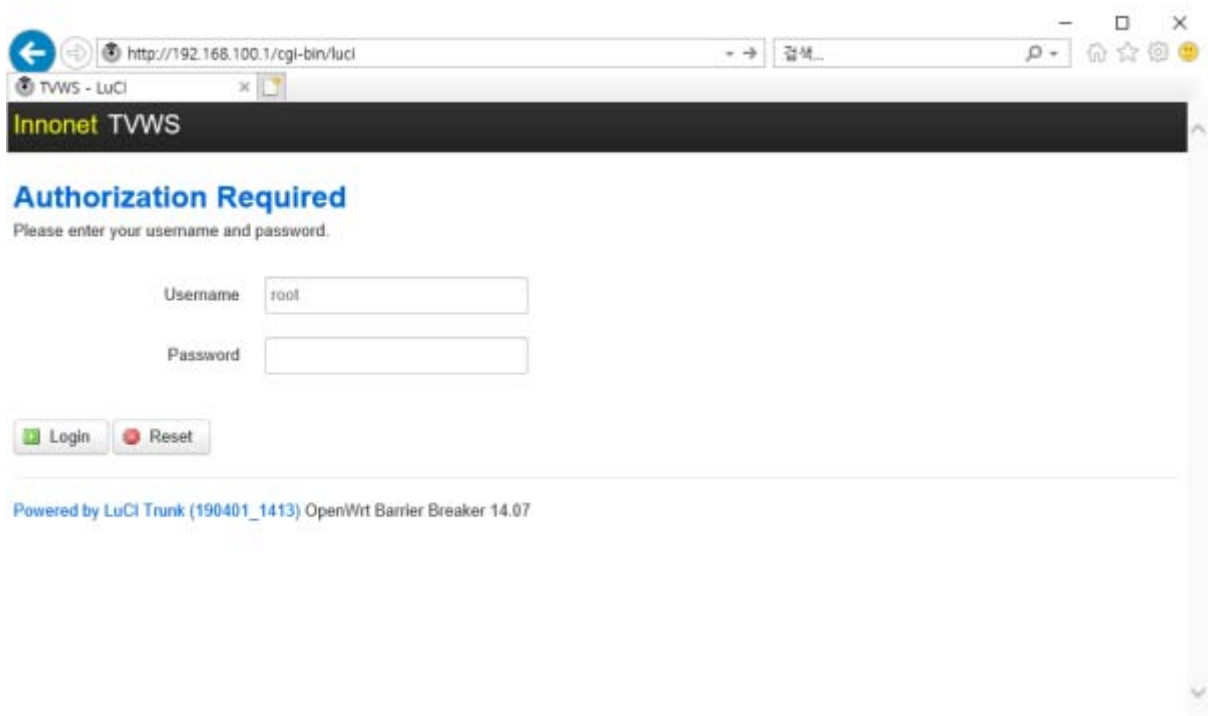 http://192.168.100.1/cgi-bin/luci
검색...
TVWS - LuCI
Innonet TVWS
Authorization Required
Please enter your username and password.
Username root
Password
Login Reset
Powered by LuCI Trunk (190401_1413) OpenWrt Barrier Breaker 14.07